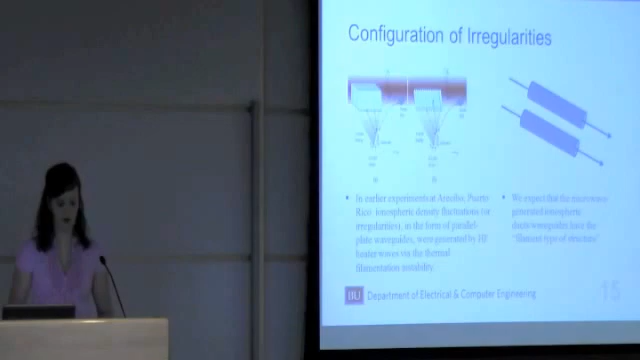 Configuration of Irregularities
• In earlier experiments at Arecibo, Puerto
Rico- ionospheric density fluctuations (or
irregularities), in the form of parallel-
plate waveguides, were generated by HF
heater waves via the thermal
filamentation instability.
• We expect that the microwave-
generated ionospheric
ducts/waveguides have the
"filament type of structure"
BU Department of Electrical & Computer Engineering
15